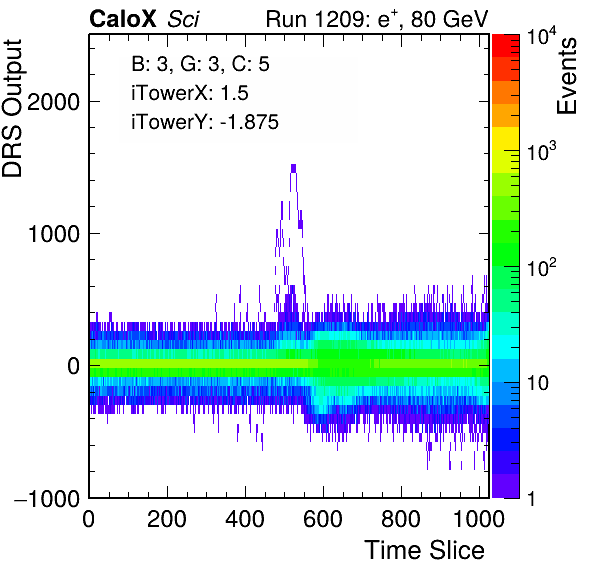 CaloX Sci
Run 1209: e+, 80 GeV
B: 3, G: 3, C: 5
iTowerX: 1.5
iTowerY: -1.875
DRS Output
2000
1000
0
−1000
0 200 400 600 800 1000
Time Slice
Events
10^4
10^3
10^2
10
1